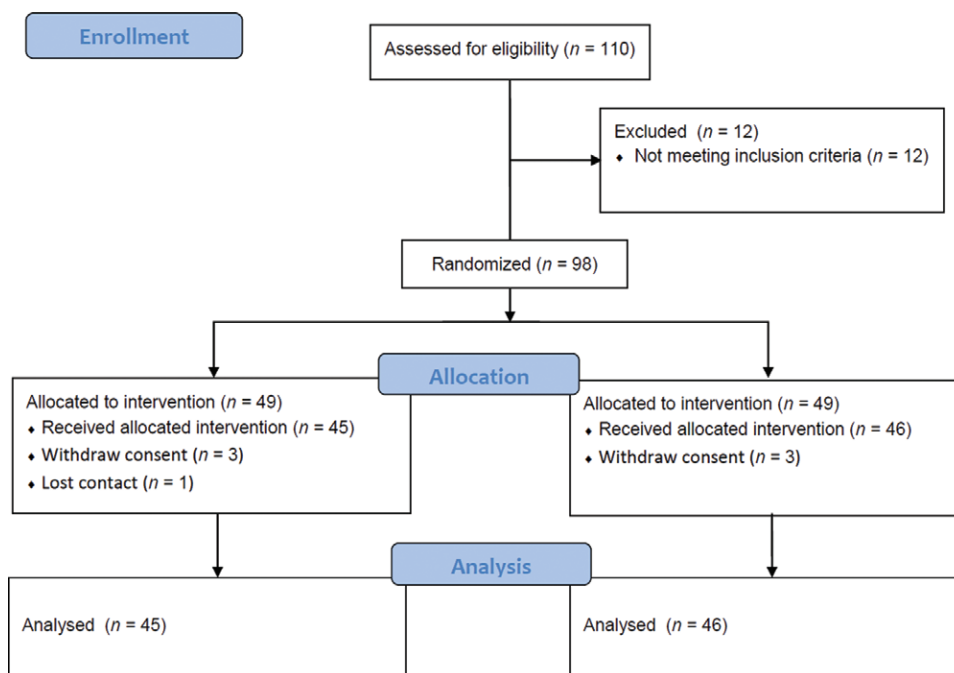 Enrollment
Assessed for eligibility (n = 110)
Excluded (n = 12)
♦ Not meeting inclusion criteria (n = 12)
Randomized (n = 98)
Allocation
Allocated to intervention (n = 49)
♦ Received allocated intervention (n = 45)
♦ Withdraw consent (n = 3)
♦ Lost contact (n = 1)
Allocated to intervention (n = 49)
♦ Received allocated intervention (n = 46)
♦ Withdraw consent (n = 3)
Analysis
Analysed (n = 45)
Analysed (n = 46)